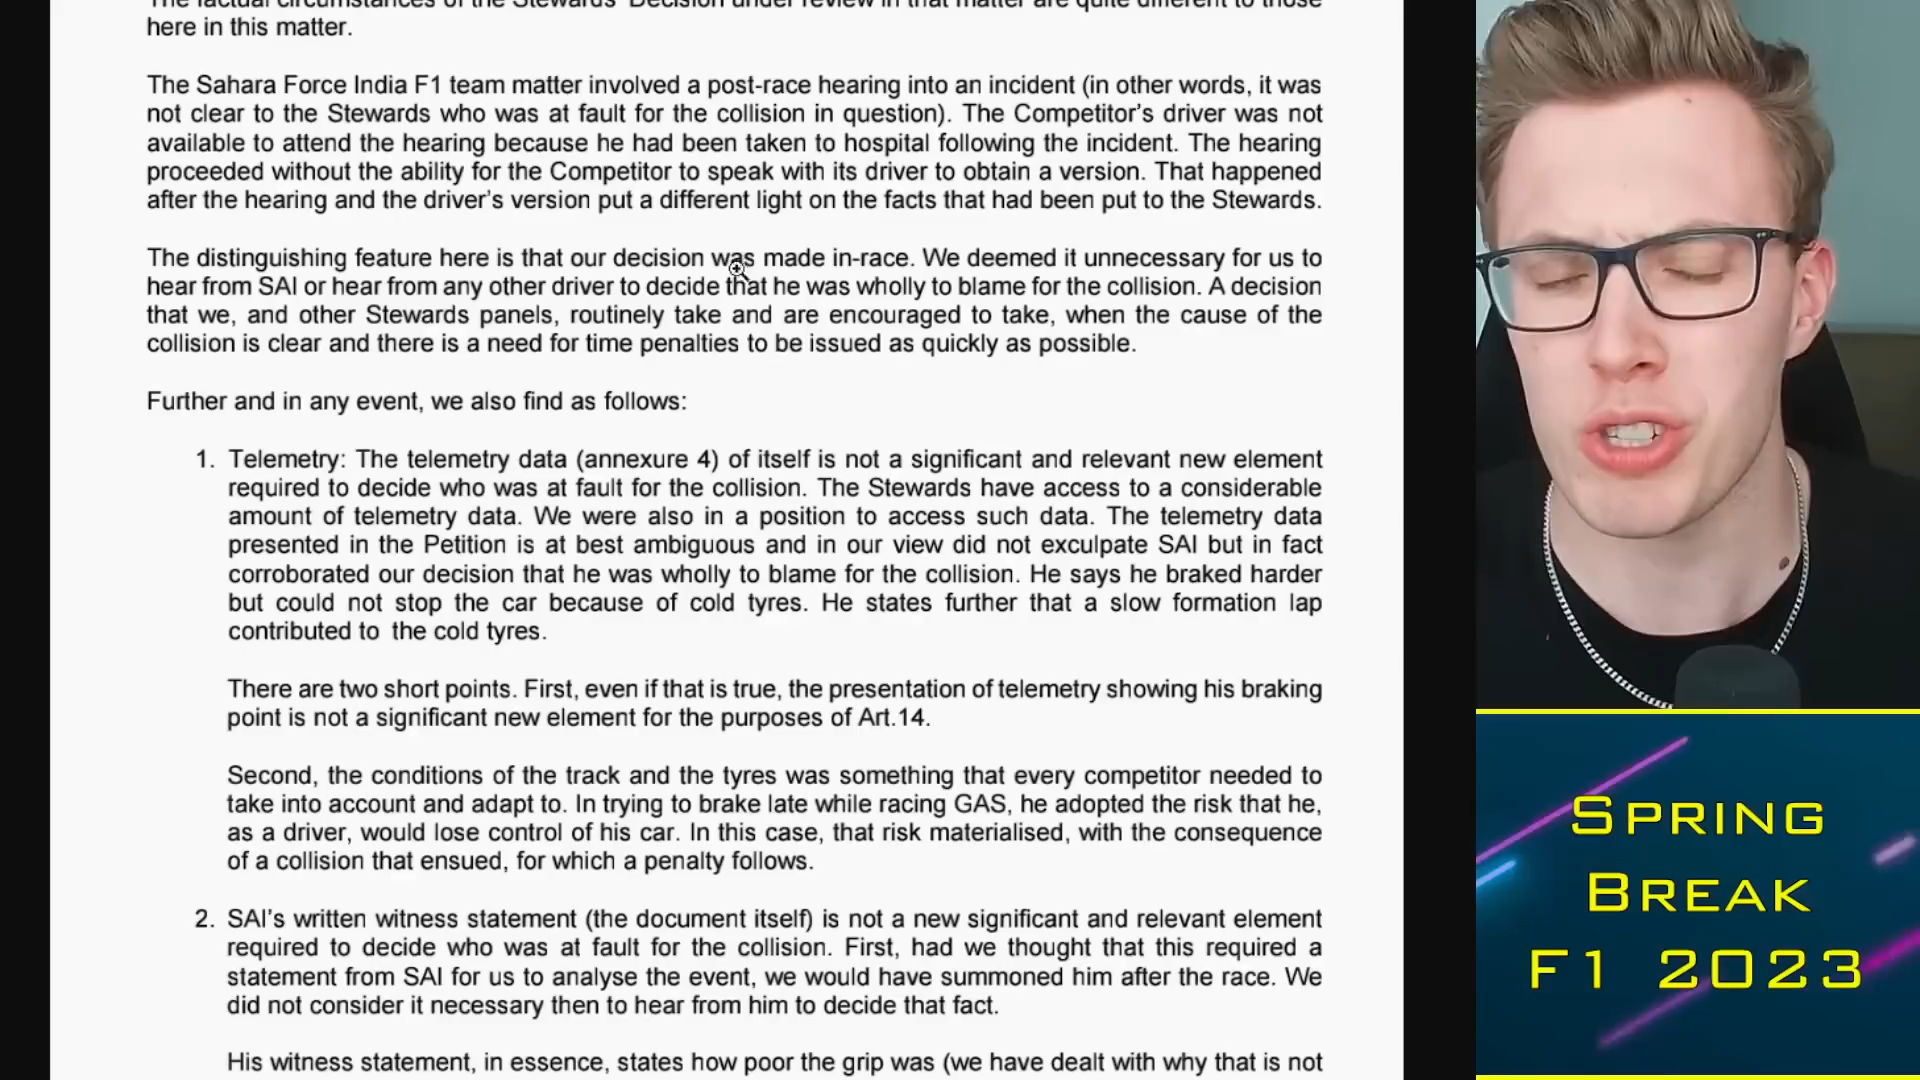 The factual circumstances of the Stewards' Decision under review in that matter are quite different to those
here in this matter.
The Sahara Force India F1 team matter involved a post-race hearing into an incident (in other words, it was
not clear to the Stewards who was at fault for the collision in question). The Competitor's driver was not
available to attend the hearing because he had been taken to hospital following the incident. The hearing
proceeded without the ability for the Competitor to speak with its driver to obtain a version. That happened
after the hearing and the driver's version put a different light on the facts that had been put to the Stewards.
The distinguishing feature here is that our decision was made in-race. We deemed it unnecessary for us to
hear from SAI or hear from any other driver to decide that he was wholly to blame for the collision. A decision
that we, and other Stewards panels, routinely take and are encouraged to take, when the cause of the
collision is clear and there is a need for time penalties to be issued as quickly as possible.
Further and in any event, we also find as follows:
1. Telemetry: The telemetry data (annexure 4) of itself is not a significant and relevant new element
required to decide who was at fault for the collision. The Stewards have access to a considerable
amount of telemetry data. We were also in a position to access such data. The telemetry data
presented in the Petition is at best ambiguous and in our view did not exculpate SAI but in fact
corroborated our decision that he was wholly to blame for the collision. He says he braked harder
but could not stop the car because of cold tyres. He states further that a slow formation lap
contributed to the cold tyres.
There are two short points. First, even if that is true, the presentation of telemetry showing his braking
point is not a significant new element for the purposes of Art.14.
Second, the conditions of the track and the tyres was something that every competitor needed to
take into account and adapt to. In trying to brake late while racing GAS, he adopted the risk that he,
as a driver, would lose control of his car. In this case, that risk materialised, with the consequence
of a collision that ensued, for which a penalty follows.
2. SAI's written witness statement (the document itself) is not a new significant and relevant element
required to decide who was at fault for the collision. First, had we thought that this required a
statement from SAI for us to analyse the event, we would have summoned him after the race. We
did not consider it necessary then to hear from him to decide that fact.
His witness statement, in essence, states how poor the grip was (we have dealt with why that is not
SPRING
BREAK
F1 2023